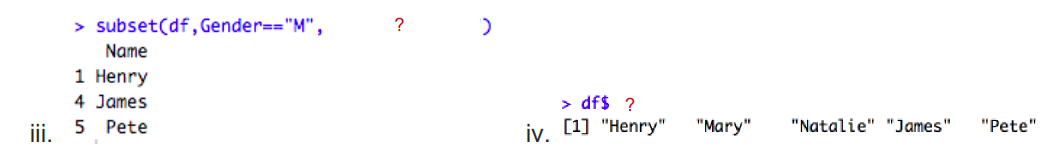 > subset(df,Gender=="M", ? )
Name
1 Henry
4 James
iii. 5 Pete
> df$ ?
iv. [1] "Henry" "Mary" "Natalie" "James" "Pete"